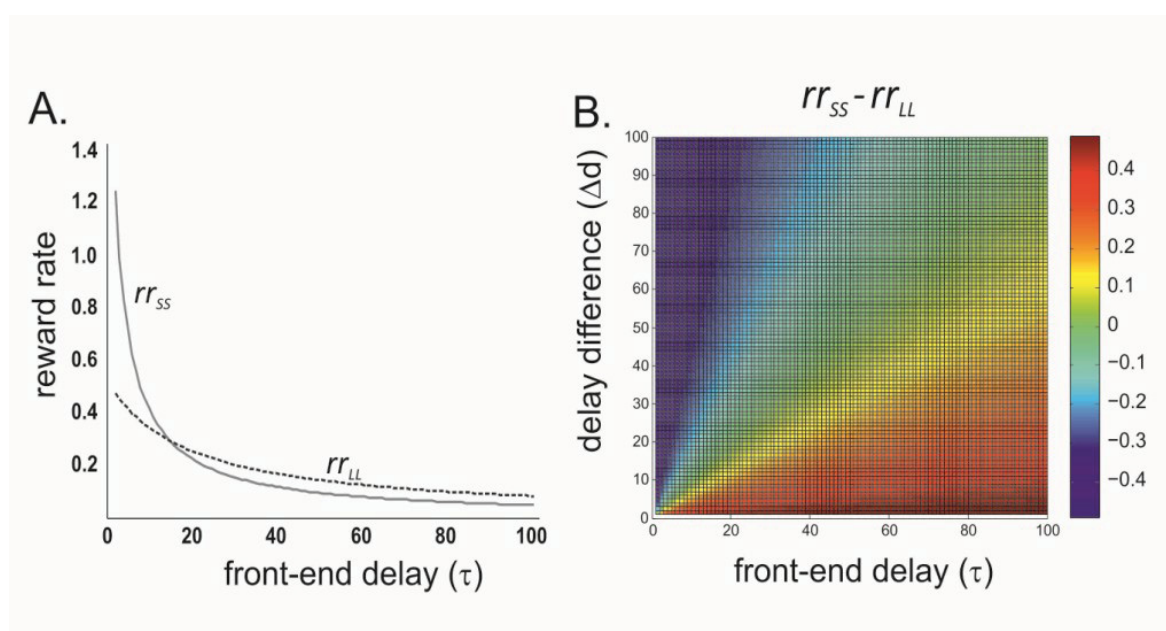 A.
1.4
1.2
1.0
0.8
0.6
0.4
0.2
0 20 40 60 80 100
reward rate
front-end delay (τ)
rrSS
rrLL
B.
rrSS - rrLL
100
90
80
70
60
50
40
30
20
10
0
0 20 40 60 80 100
delay difference (Δd)
front-end delay (τ)
0.4
0.3
0.2
0.1
0
−0.1
−0.2
−0.3
−0.4